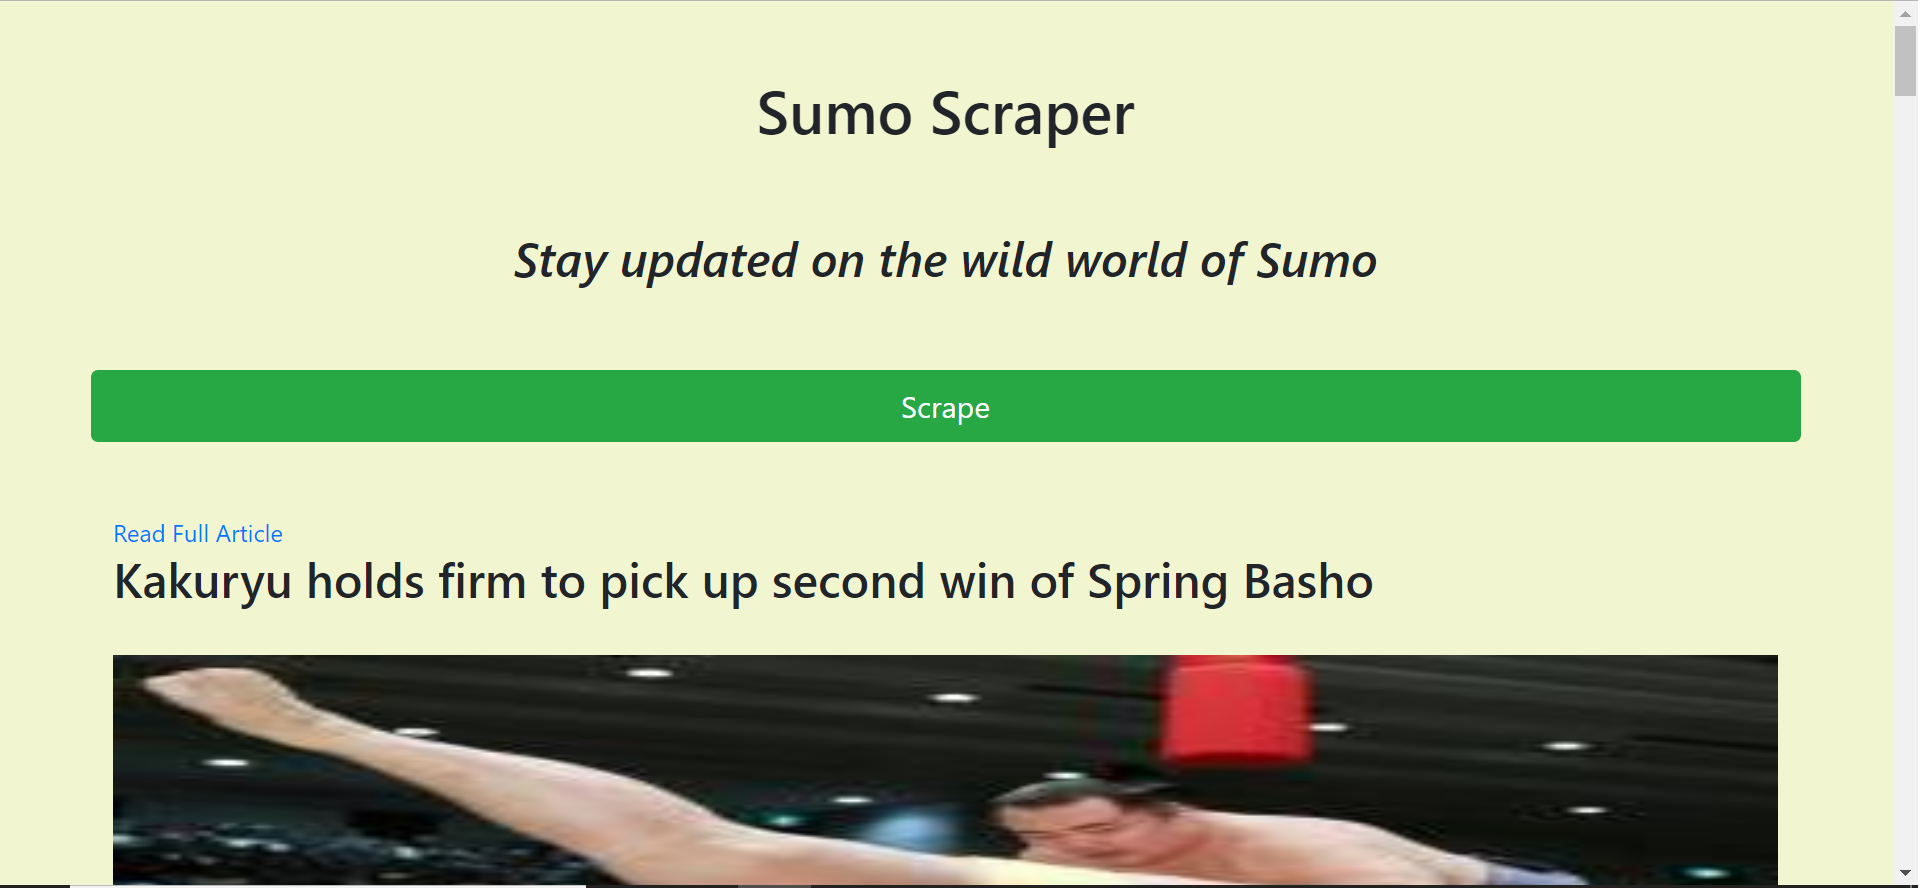 Sumo Scraper
Stay updated on the wild world of Sumo
Scrape
Read Full Article
Kakuryu holds firm to pick up second win of Spring Basho